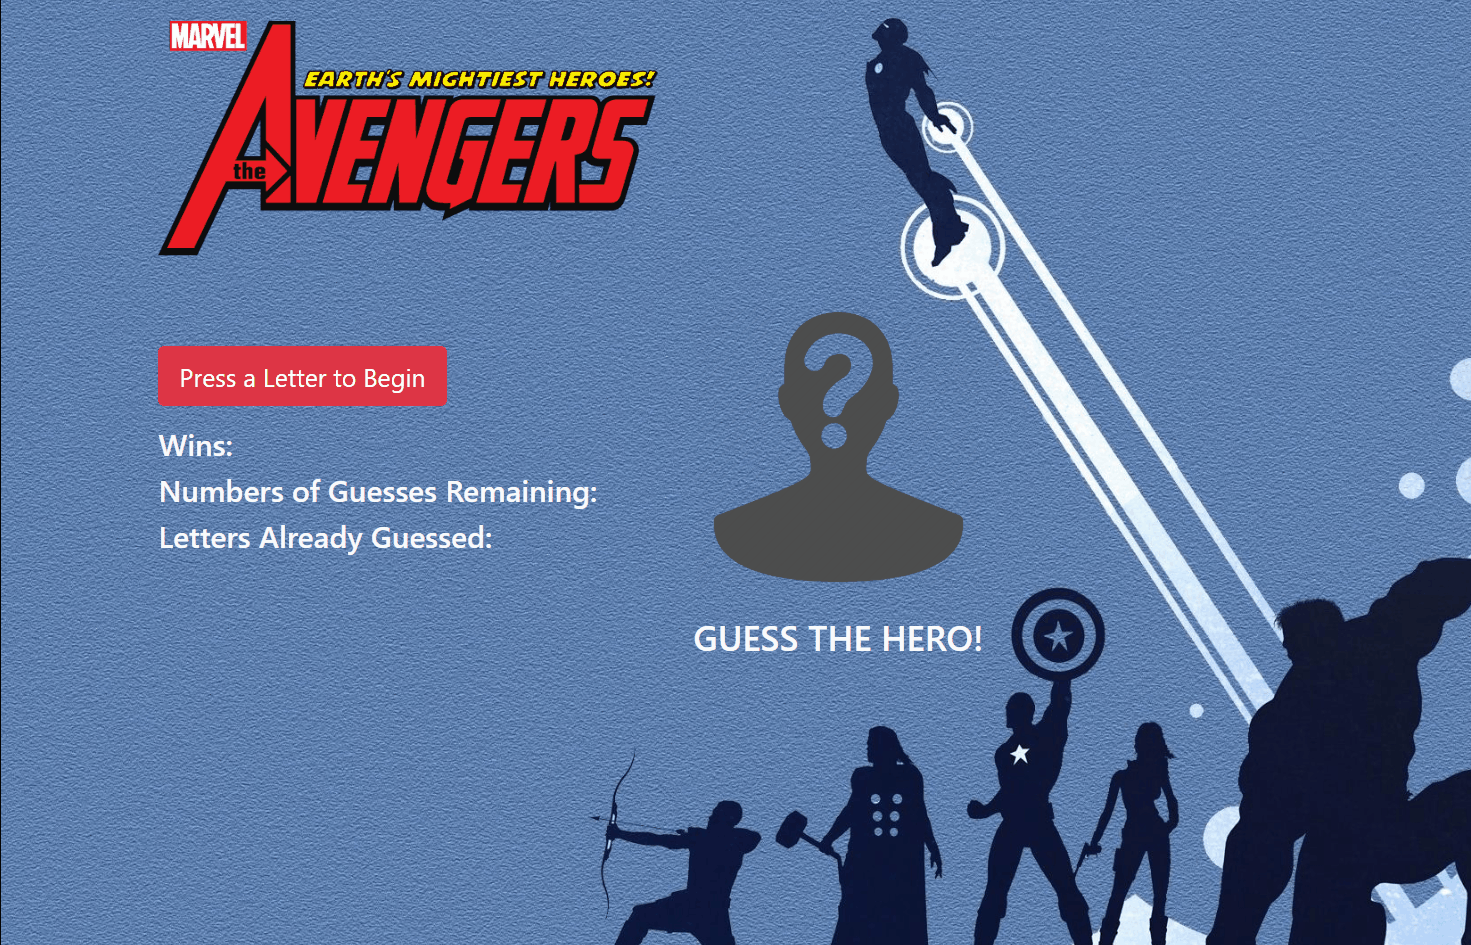 MARVEL
EARTH'S MIGHTIEST HEROES!
the AVENGERS
Press a Letter to Begin
Wins:
Numbers of Guesses Remaining:
Letters Already Guessed:
GUESS THE HERO!